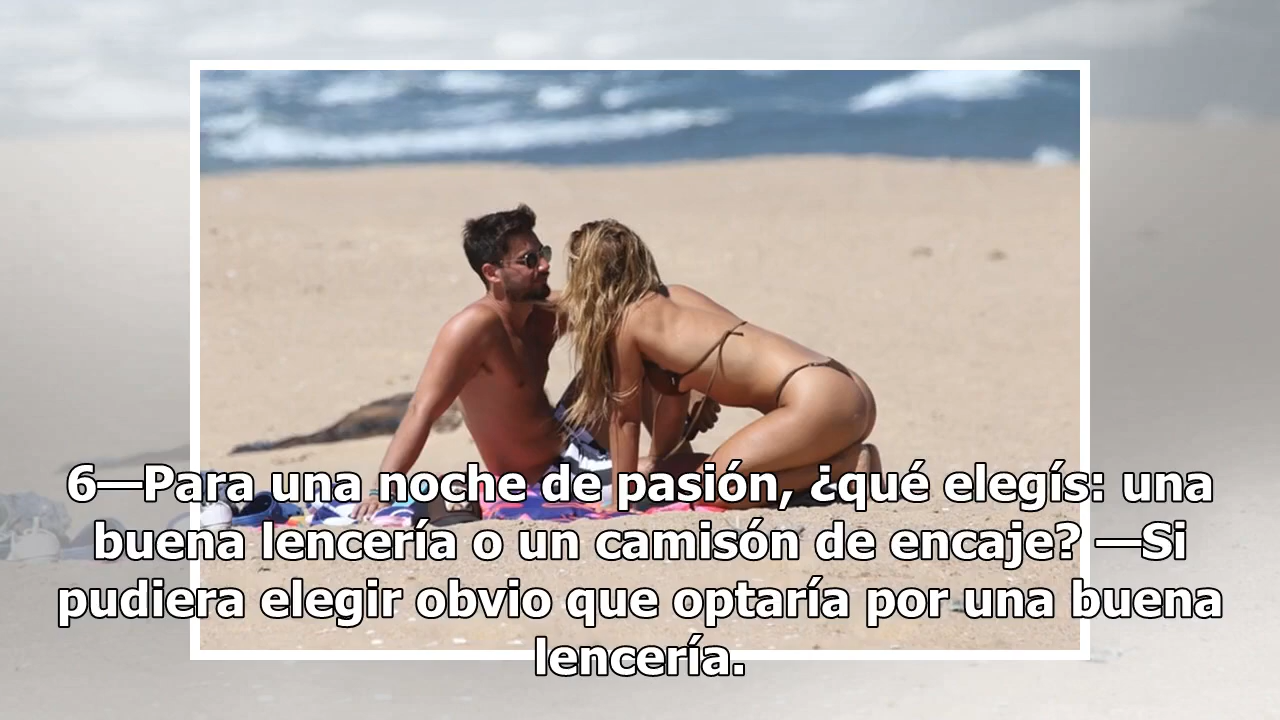 6—Para una noche de pasión, ¿qué elegís: una
buena lencería o un camisón de encaje? —Si
pudiera elegir obvio que optaría por una buena
lencería.